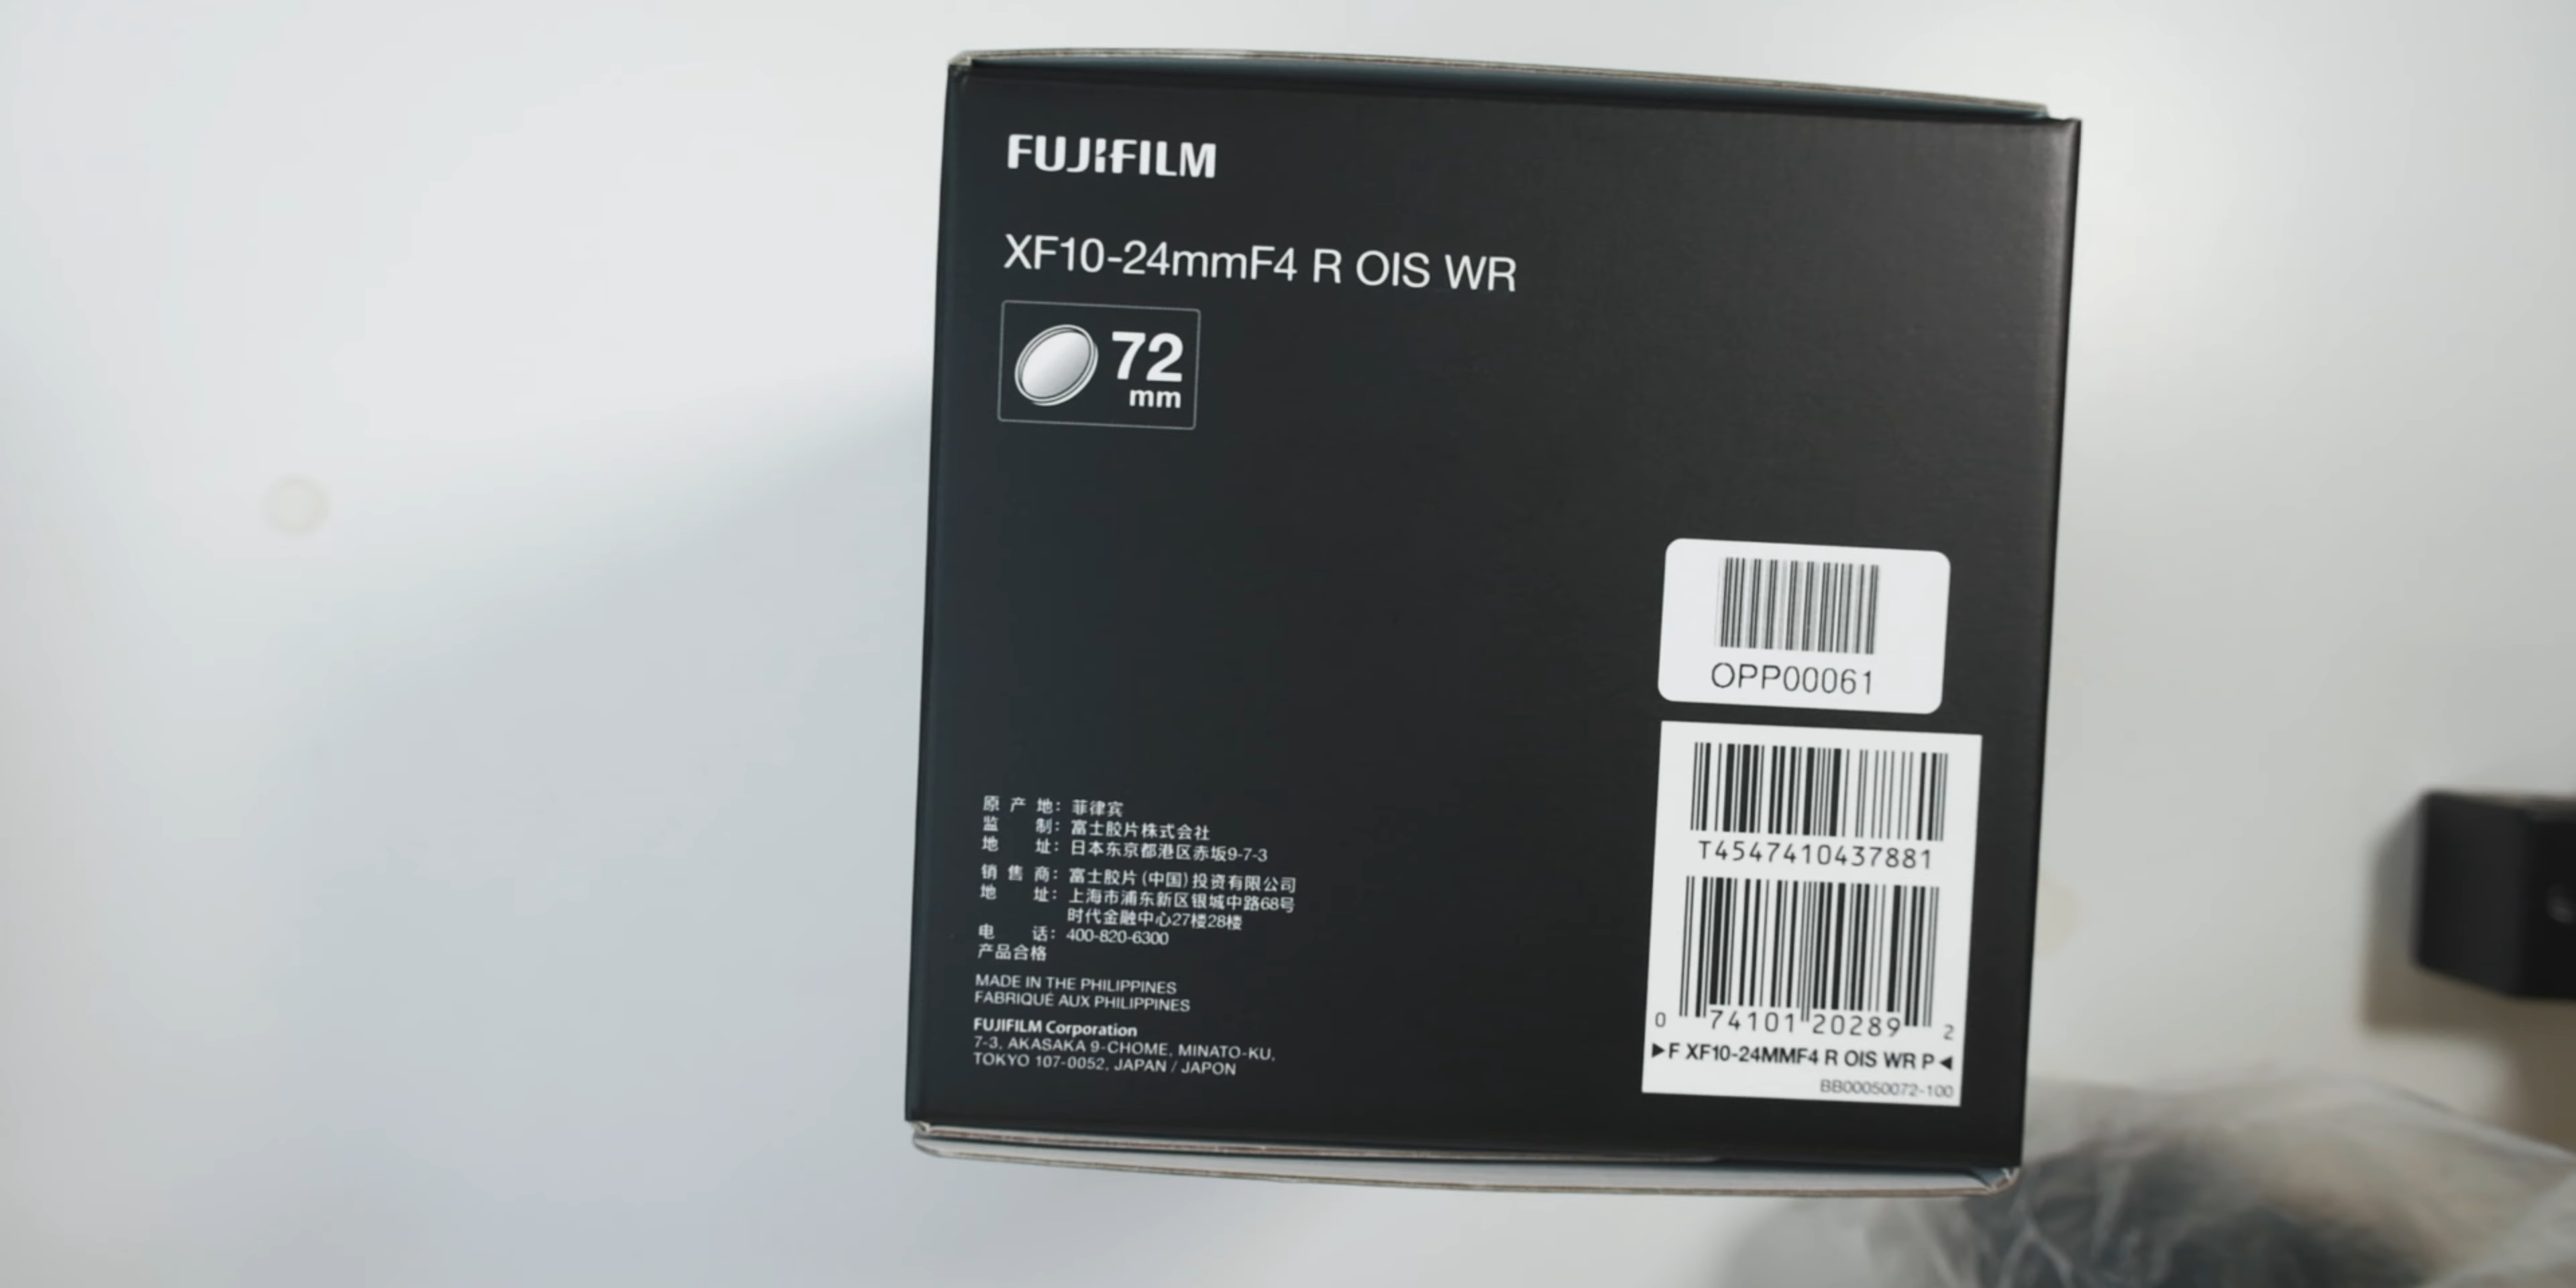 FUJIFILM
XF10-24mmF4 R OIS WR
72
mm
OPP00061
T4547410437881
0 74101 20289 2
▶F XF10-24MMF4 R OIS WR P◀
BB00050072-100
原产地：菲律宾
监制：富士胶片株式会社
地址：日本东京都港区赤坂9-7-3
销售商：富士胶片(中国)投资有限公司
地址：上海市浦东新区银城中路68号
时代金融中心27楼28楼
电话：400-820-6300
产品合格
MADE IN THE PHILIPPINES
FABRIQUÉ AUX PHILIPPINES
FUJIFILM Corporation
7-3, AKASAKA 9-CHOME, MINATO-KU,
TOKYO 107-0052, JAPAN / JAPON